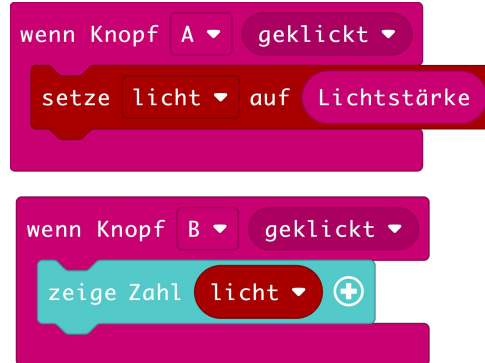 wenn Knopf A geklickt
setze licht auf Lichtstärke
wenn Knopf B geklickt
zeige Zahl licht